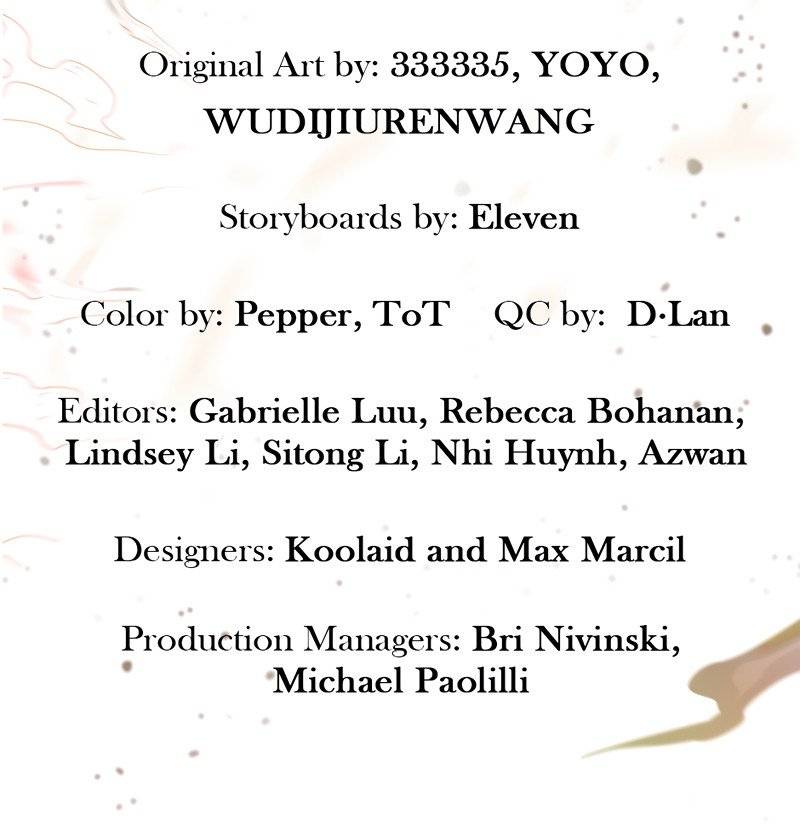 Original Art by: 333335, YOYO,
WUDIJIURENWANG
Storyboards by: Eleven
Color by: Pepper, ToT QC by: D·Lan
Editors: Gabrielle Luu, Rebecca Bohanan,
Lindsey Li, Sitong Li, Nhi Huynh, Azwan
Designers: Koolaid and Max Marcil
Production Managers: Bri Nivinski,
Michael Paolilli